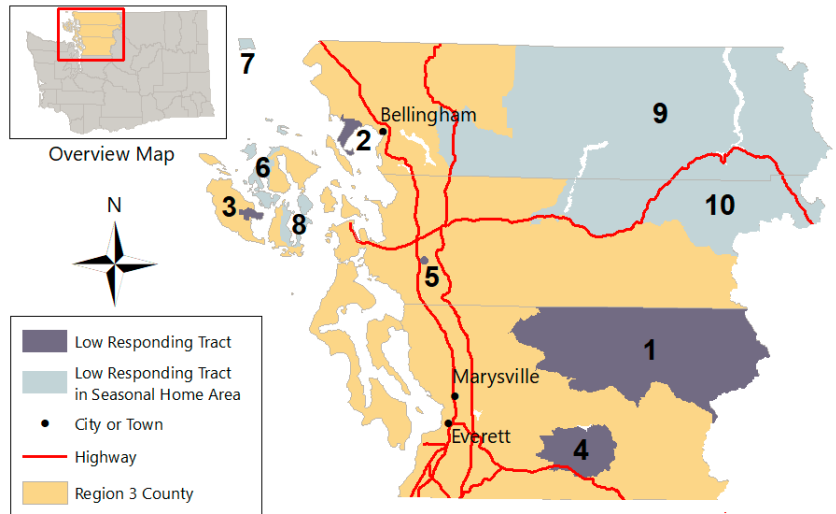 Overview Map
N
7
Bellingham
2
9
6
3
8
10
5
1
Marysville
Everett
4
Low Responding Tract
Low Responding Tract
in Seasonal Home Area
City or Town
Highway
Region 3 County